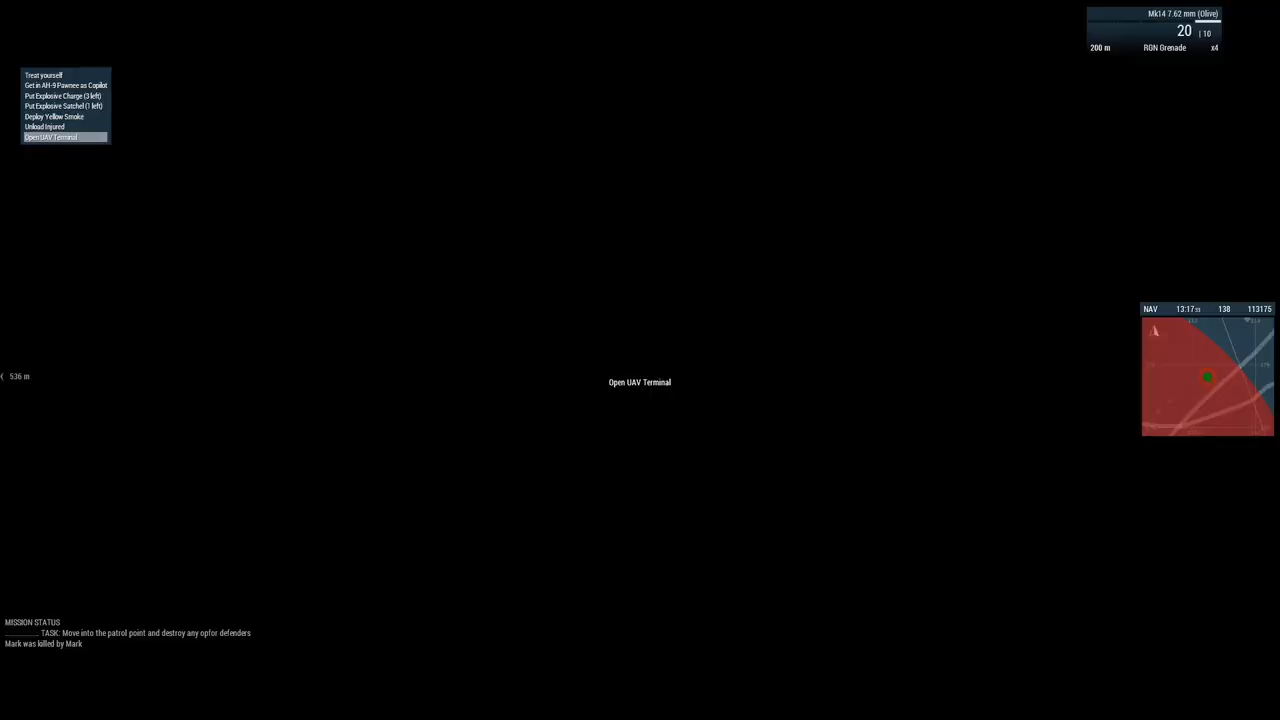 Mk14 7.62 mm (Olive)
20 | 10
200 m RGN Grenade x4
Treat yourself
Get in AH-9 Pawnee as Copilot
Put Explosive Charge (3 left)
Put Explosive Satchel (1 left)
Deploy Yellow Smoke
Unload Injured
Open UAV Terminal
NAV 13:17:53 138 113175
536 m
Open UAV Terminal
MISSION STATUS
TASK: Move into the patrol point and destroy any opfor defenders
Mark was killed by Mark